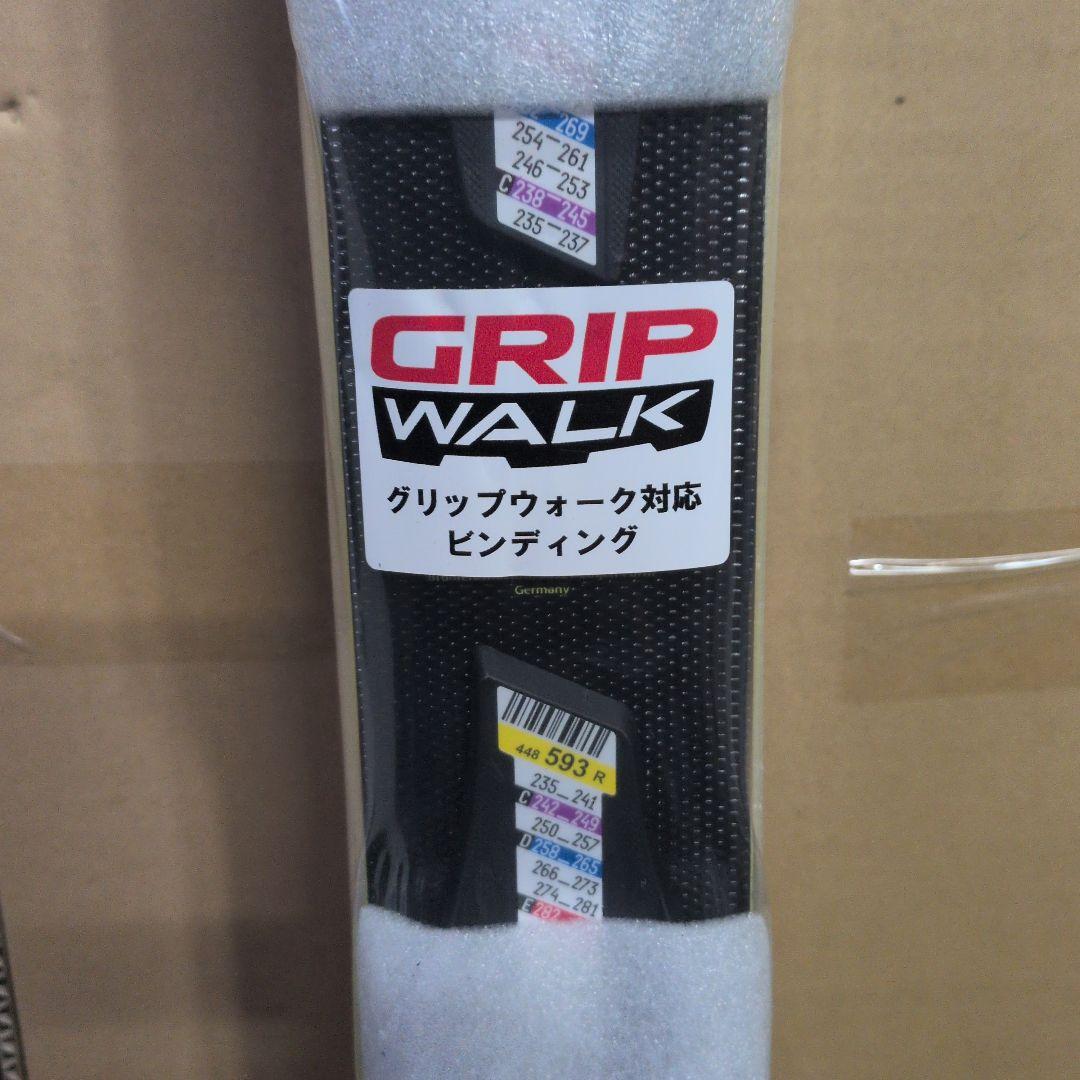 269
254-261
246-253
C 238-245
235-237
GRIP
WALK
グリップウォーク対応
ビンディング
Germany
448 593 R
235-241
C 242-249
250-257
D 258-265
266-273
274-281
E 282